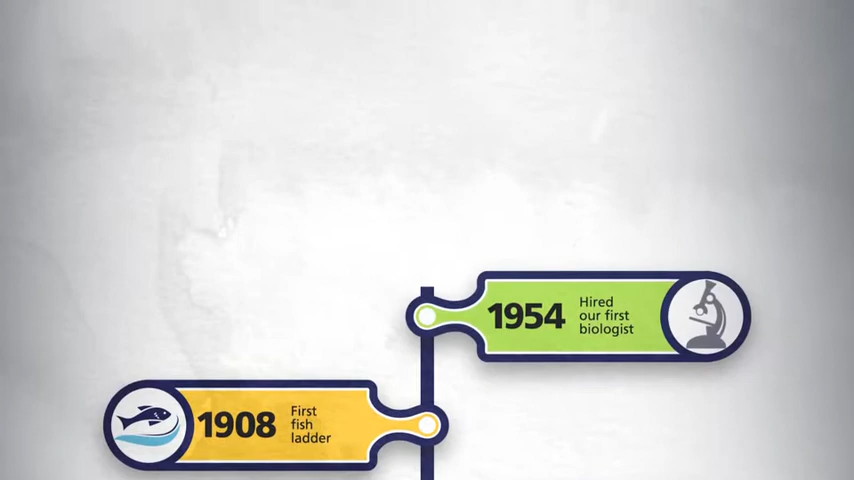 1954
Hired
our first
biologist
1908
First
fish
ladder